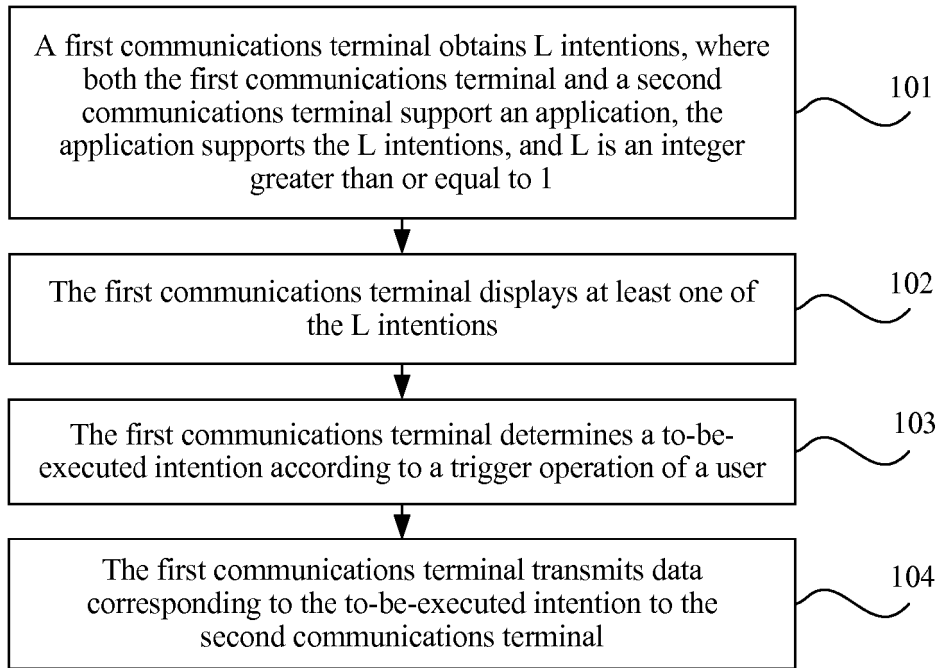 A first communications terminal obtains L intentions, where
both the first communications terminal and a second
communications terminal support an application, the
application supports the L intentions, and L is an integer
greater than or equal to 1
101
The first communications terminal displays at least one of
the L intentions
102
The first communications terminal determines a to-be-
executed intention according to a trigger operation of a user
103
The first communications terminal transmits data
corresponding to the to-be-executed intention to the
second communications terminal
104